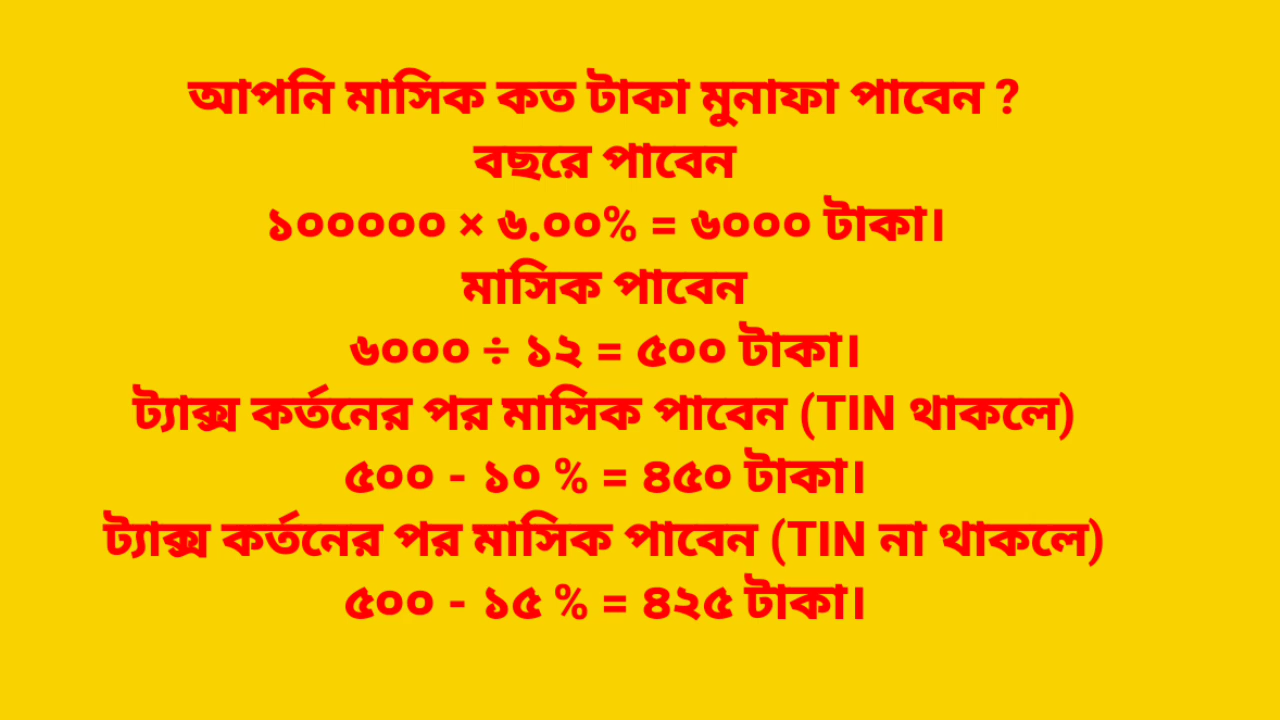 আপনি মাসিক কত টাকা মুনাফা পাবেন ?
বছরে পাবেন
১০০০০০ × ৬.০০% = ৬০০০ টাকা।
মাসিক পাবেন
৬০০০ ÷ ১২ = ৫০০ টাকা।
ট্যাক্স কর্তনের পর মাসিক পাবেন (TIN থাকলে)
৫০০ - ১০ % = ৪৫০ টাকা।
ট্যাক্স কর্তনের পর মাসিক পাবেন (TIN না থাকলে)
৫০০ - ১৫ % = ৪২৫ টাকা।